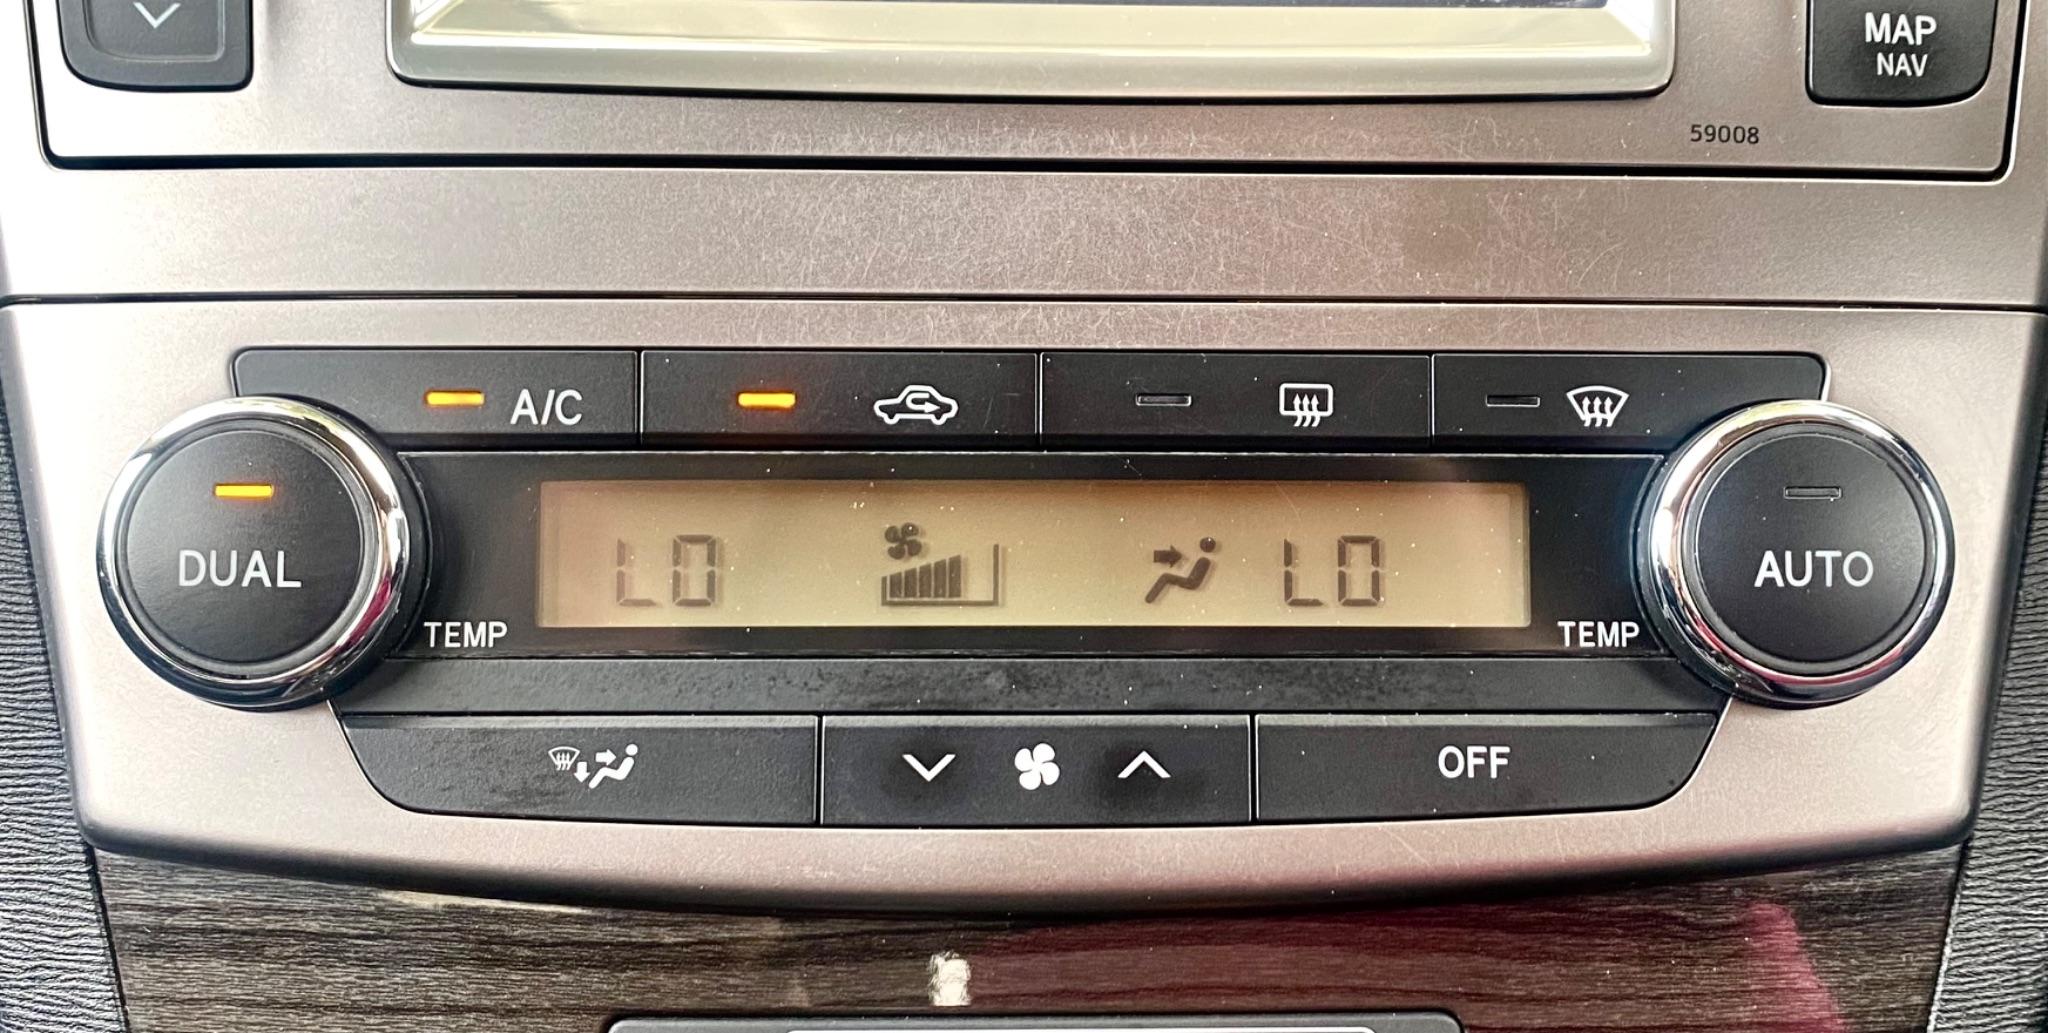 MAP
NAV
59008
A/C
DUAL
LO
LO
AUTO
TEMP
TEMP
OFF